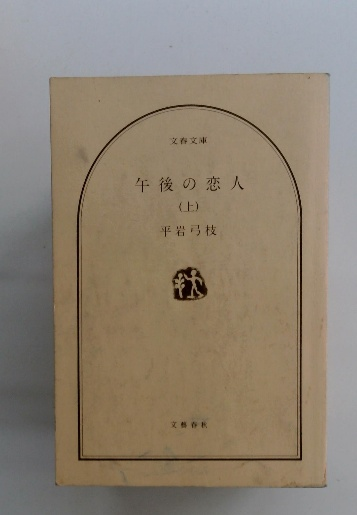 文春文庫
午後の恋人
(上)
平岩弓枝
文藝春秋